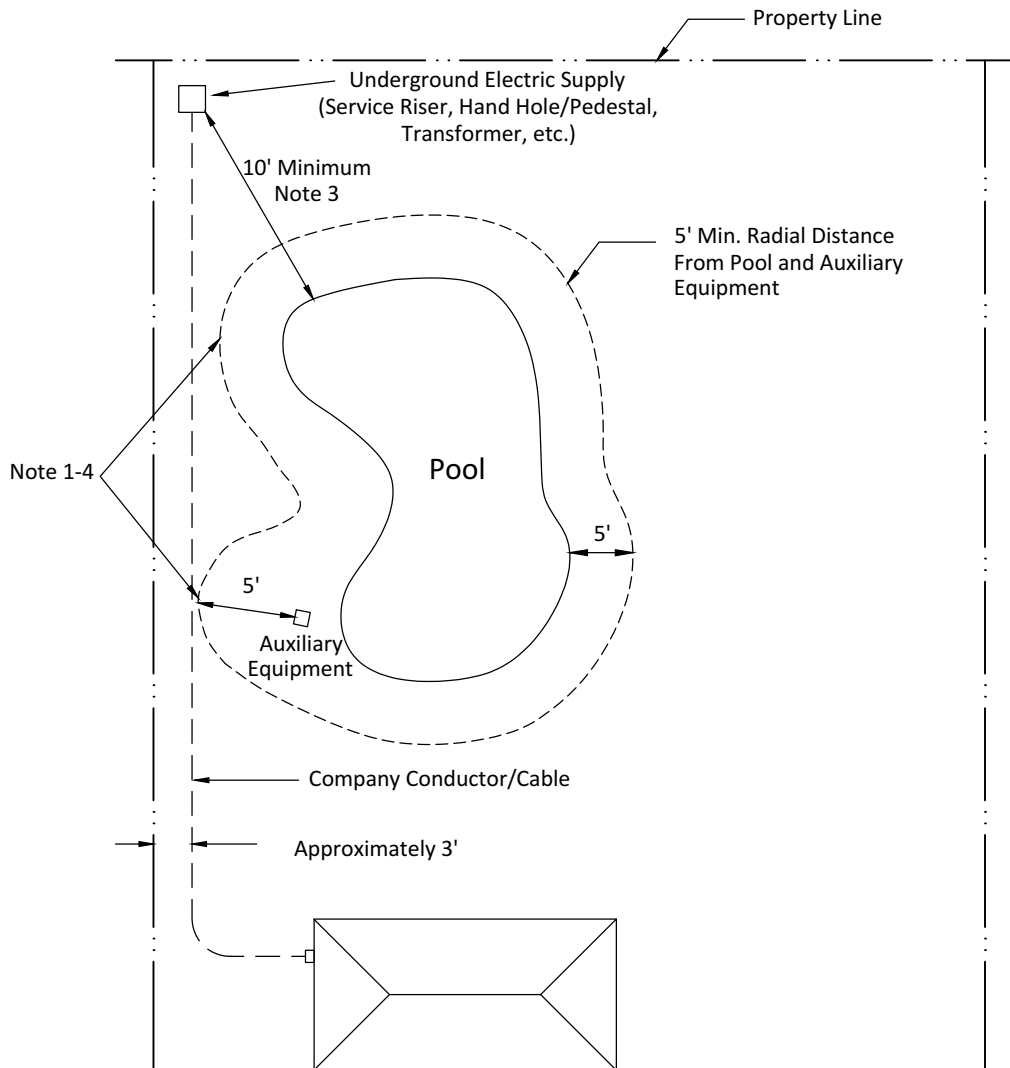 Property Line
Underground Electric Supply
(Service Riser, Hand Hole/Pedestal,
Transformer, etc.)
10' Minimum
Note 3
5' Min. Radial Distance
From Pool and Auxiliary
Equipment
Note 1-4
Pool
5'
5'
Auxiliary
Equipment
Company Conductor/Cable
Approximately 3'